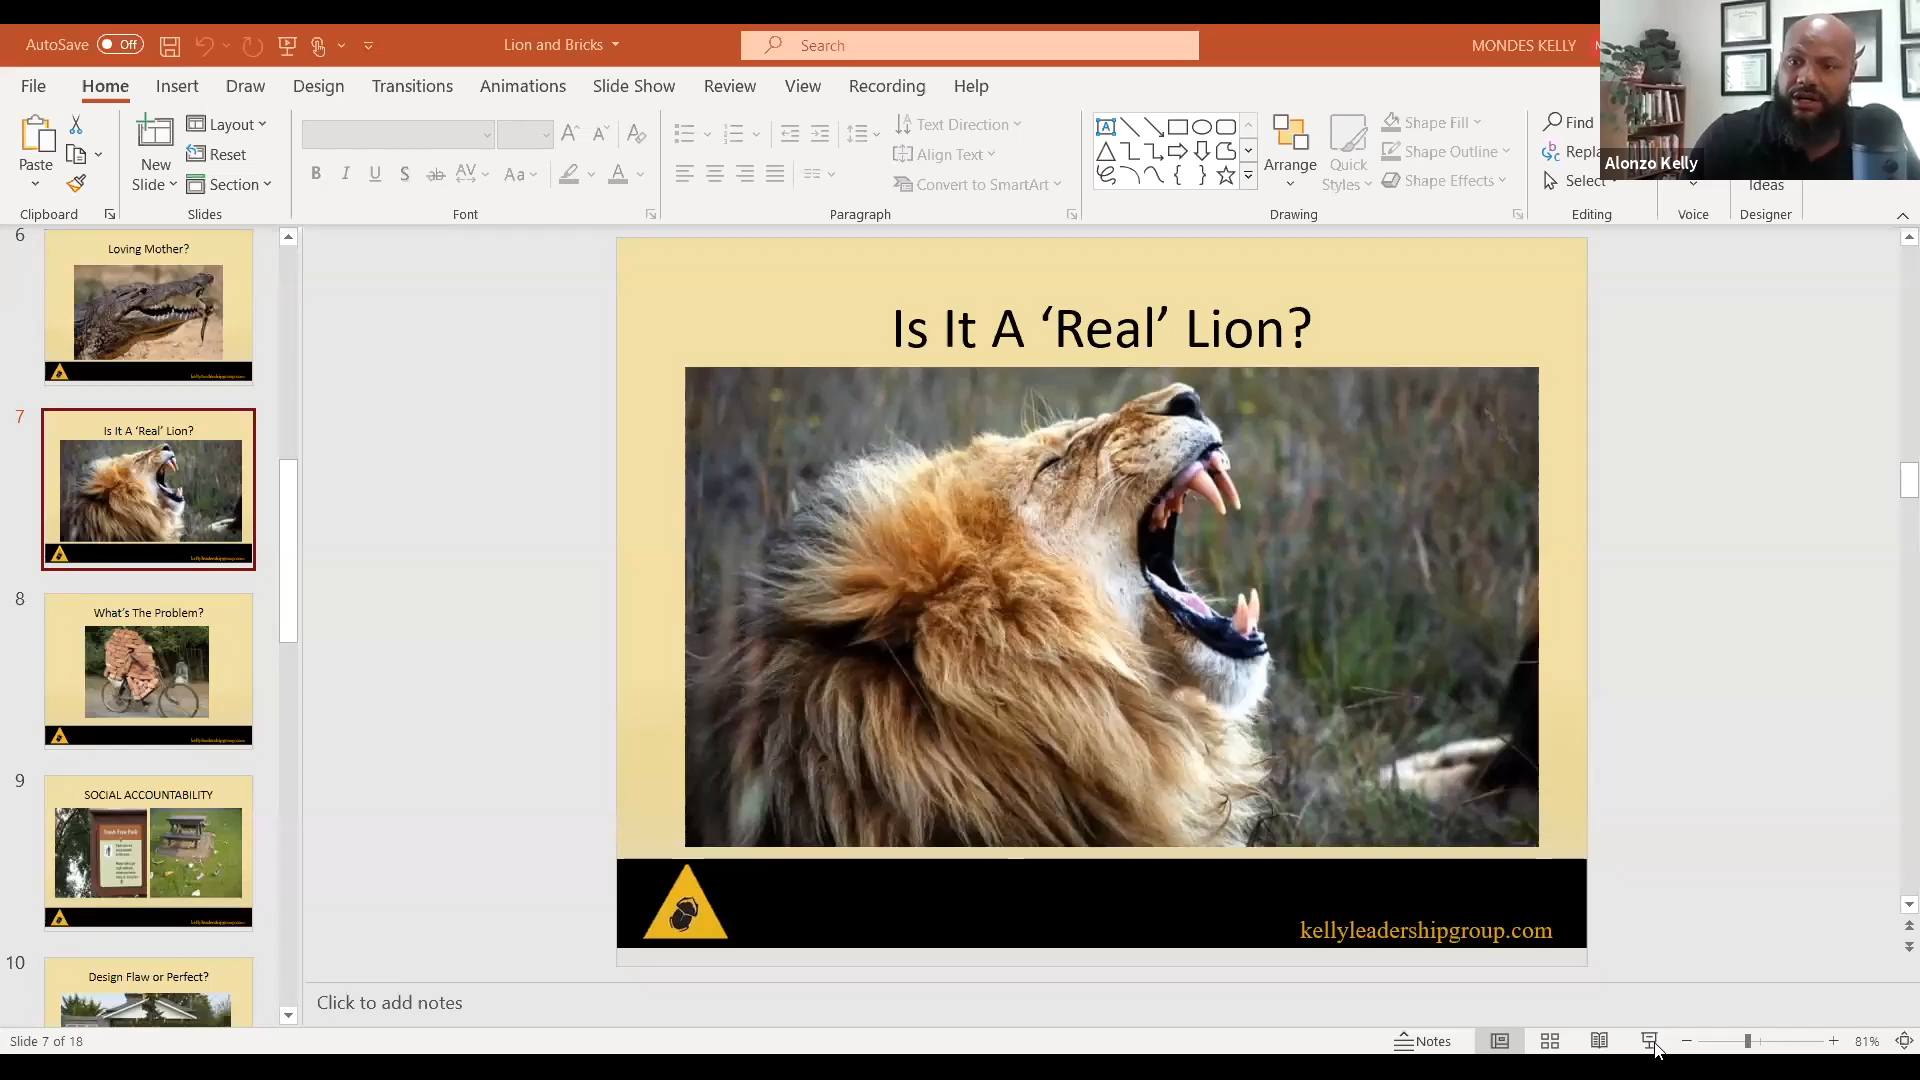 AutoSave Off
Lion and Bricks
Search
MONDES KELLY
Alonzo Kelly
File Home Insert Draw Design Transitions Animations Slide Show Review View Recording Help
Paste
New Slide
Layout
Reset
Section
Text Direction
Align Text
Convert to SmartArt
Arrange
Quick Styles
Shape Fill
Shape Outline
Shape Effects
Find
Select
Ideas
Clipboard Slides Font Paragraph Drawing Editing Voice Designer
6
Loving Mother?
7
Is It A ‘Real’ Lion?
8
What's The Problem?
9
SOCIAL ACCOUNTABILITY
10
Design Flaw or Perfect?
Is It A ‘Real’ Lion?
kellyleadershipgroup.com
Click to add notes
Slide 7 of 18
Notes
81%